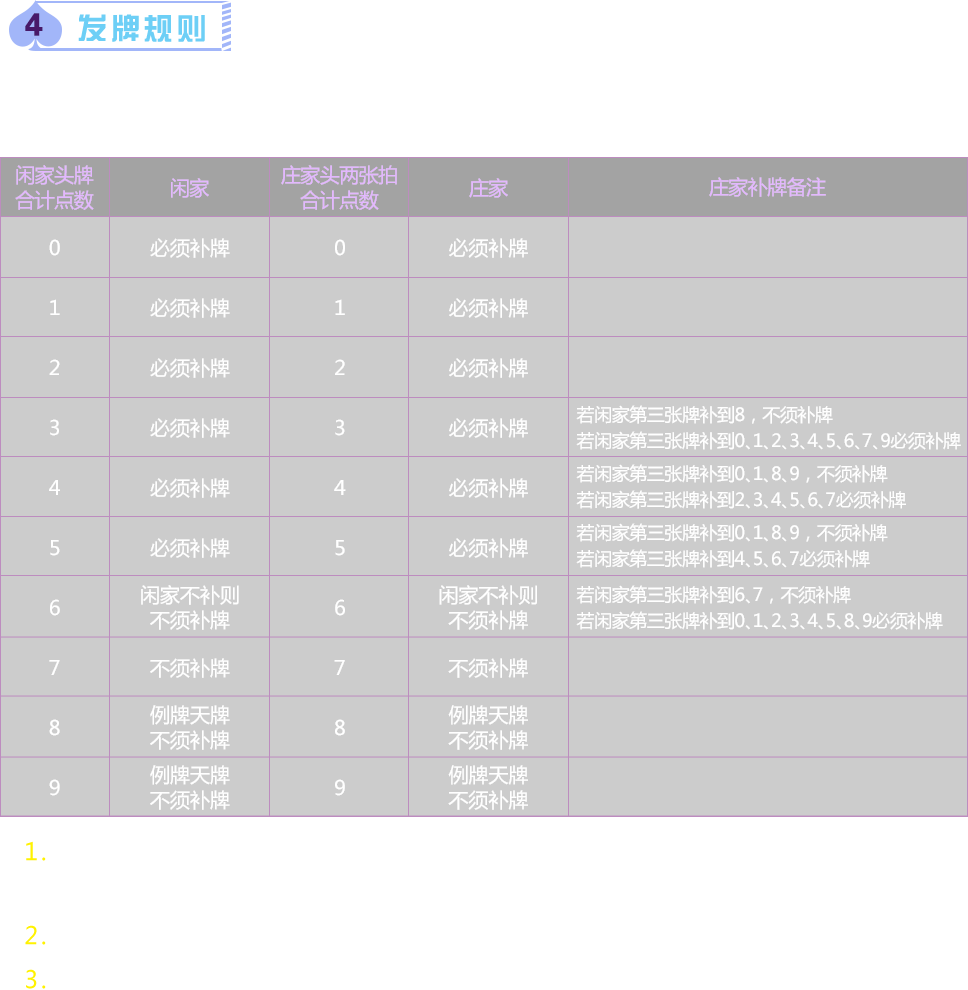 4 发牌规则
闲家头牌
合计点数
闲家
庄家头两张拍
合计点数
庄家
庄家补牌备注
0 必须补牌 0 必须补牌
1 必须补牌 1 必须补牌
2 必须补牌 2 必须补牌
3 必须补牌 3 必须补牌
若闲家第三张牌补到8，不须补牌
若闲家第三张牌补到0、1、2、3、4、5、6、7、9必须补牌
4 必须补牌 4 必须补牌
若闲家第三张牌补到0、1、8、9，不须补牌
若闲家第三张牌补到2、3、4、5、6、7必须补牌
5 必须补牌 5 必须补牌
若闲家第三张牌补到0、1、8、9，不须补牌
若闲家第三张牌补到4、5、6、7必须补牌
6
闲家不补则
不须补牌
6
闲家不补则
不须补牌
若闲家第三张牌补到6、7，不须补牌
若闲家第三张牌补到0、1、2、3、4、5、8、9必须补牌
7 不须补牌 7 不须补牌
8
例牌天牌
不须补牌
8
例牌天牌
不须补牌
9
例牌天牌
不须补牌
9
例牌天牌
不须补牌
1.
2.
3.